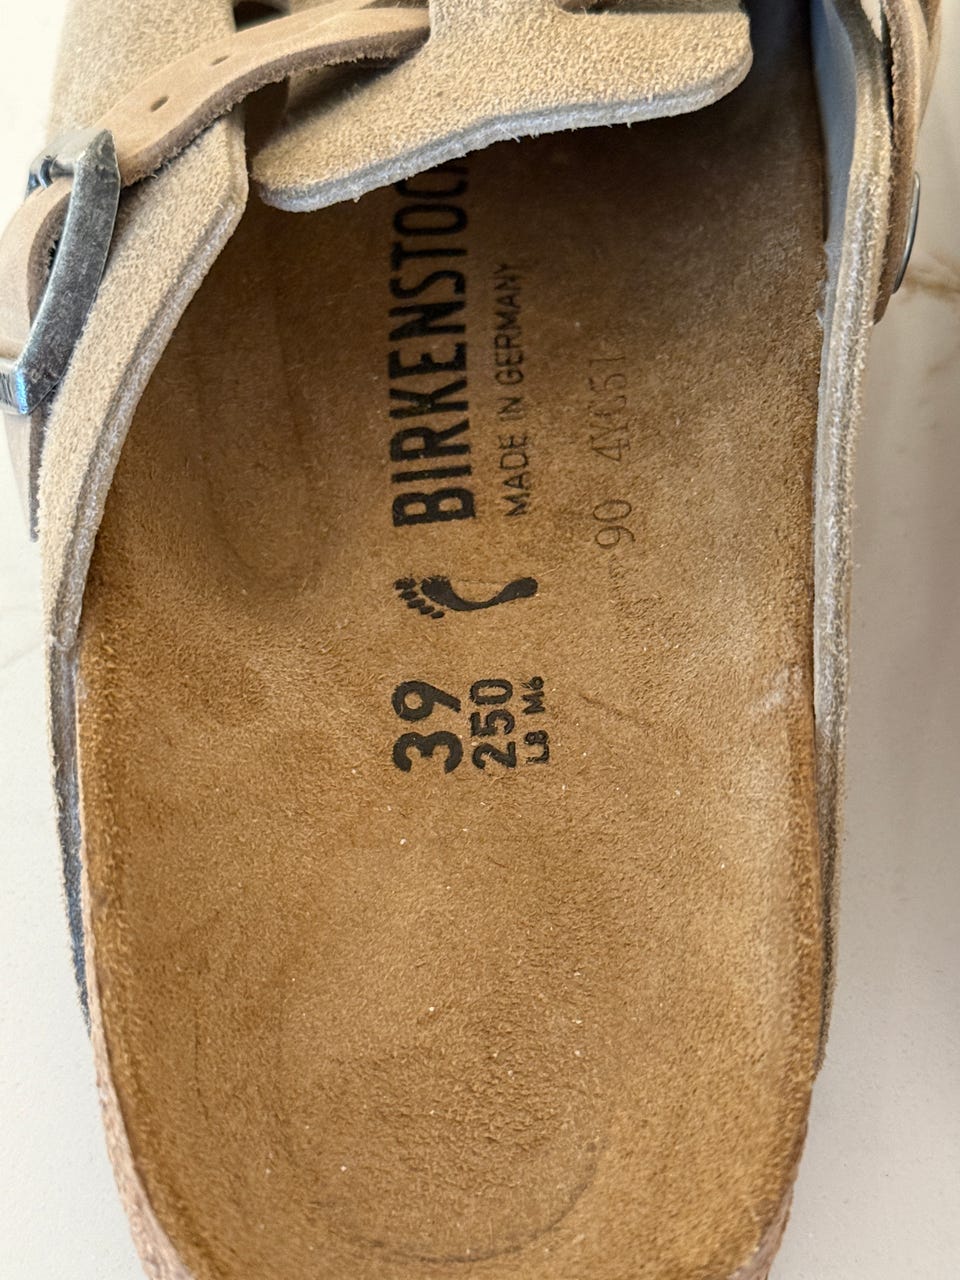 BIRKENSTOCK
MADE IN GERMANY
90
39
250
L8 M6